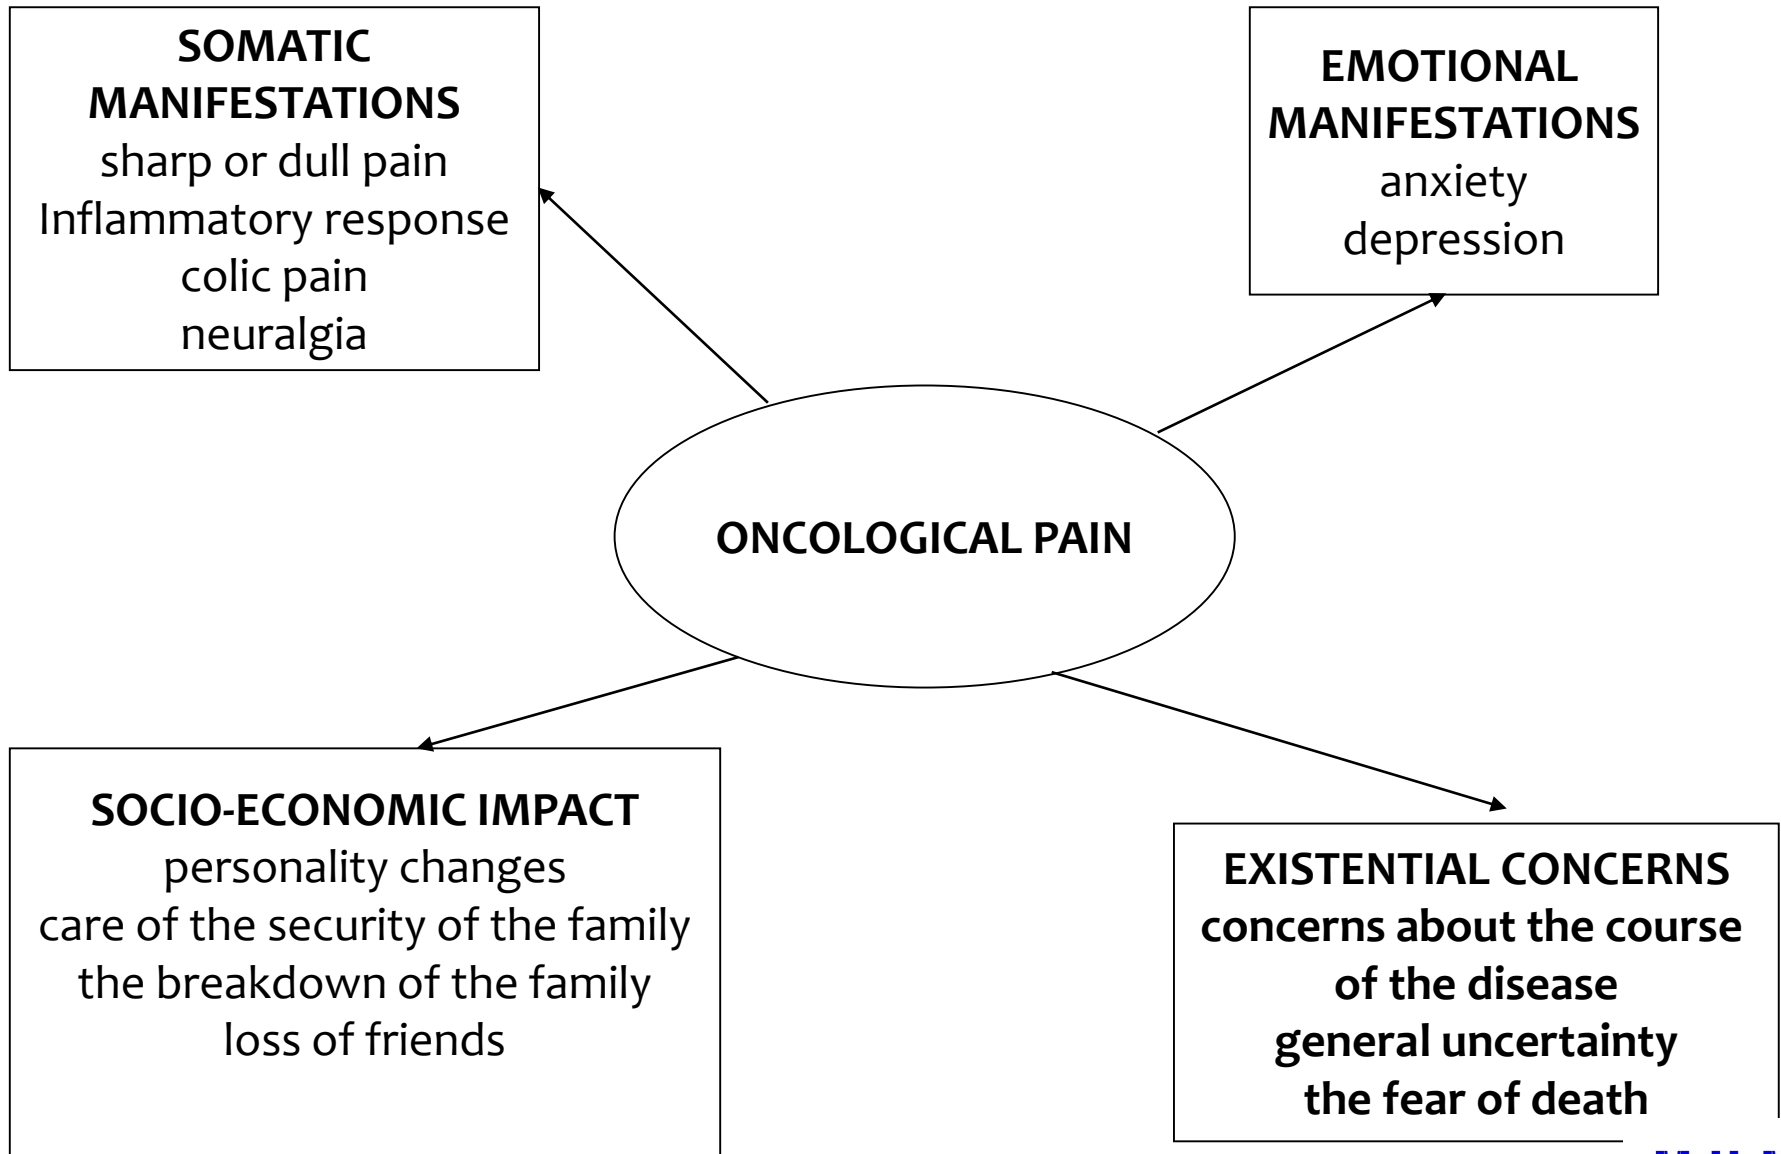 SOMATIC
MANIFESTATIONS
sharp or dull pain
Inflammatory response
colic pain
neuralgia
EMOTIONAL
MANIFESTATIONS
anxiety
depression
ONCOLOGICAL PAIN
SOCIO-ECONOMIC IMPACT
personality changes
care of the security of the family
the breakdown of the family
loss of friends
EXISTENTIAL CONCERNS
concerns about the course
of the disease
general uncertainty
the fear of death